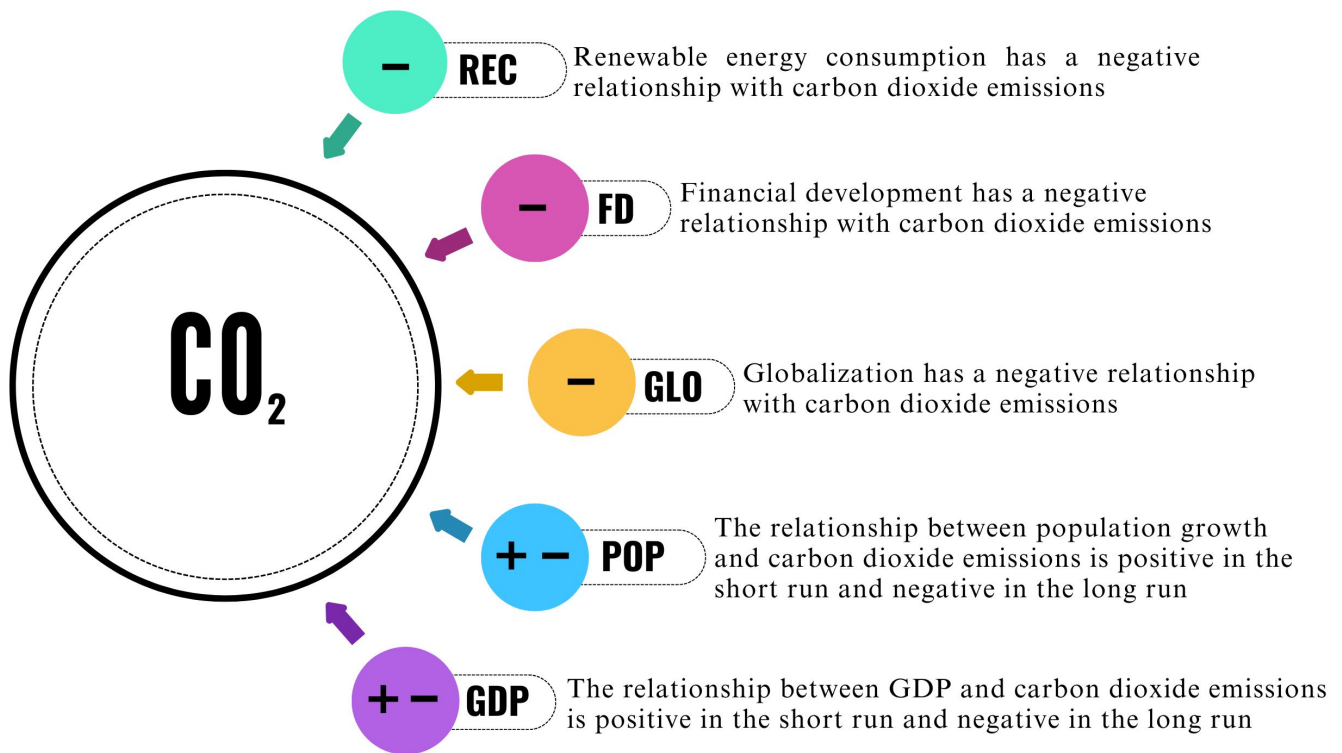 − REC
Renewable energy consumption has a negative
relationship with carbon dioxide emissions
− FD
Financial development has a negative
relationship with carbon dioxide emissions
CO₂
− GLO
Globalization has a negative relationship
with carbon dioxide emissions
+ − POP
The relationship between population growth
and carbon dioxide emissions is positive in the
short run and negative in the long run
+ − GDP
The relationship between GDP and carbon dioxide emissions
is positive in the short run and negative in the long run